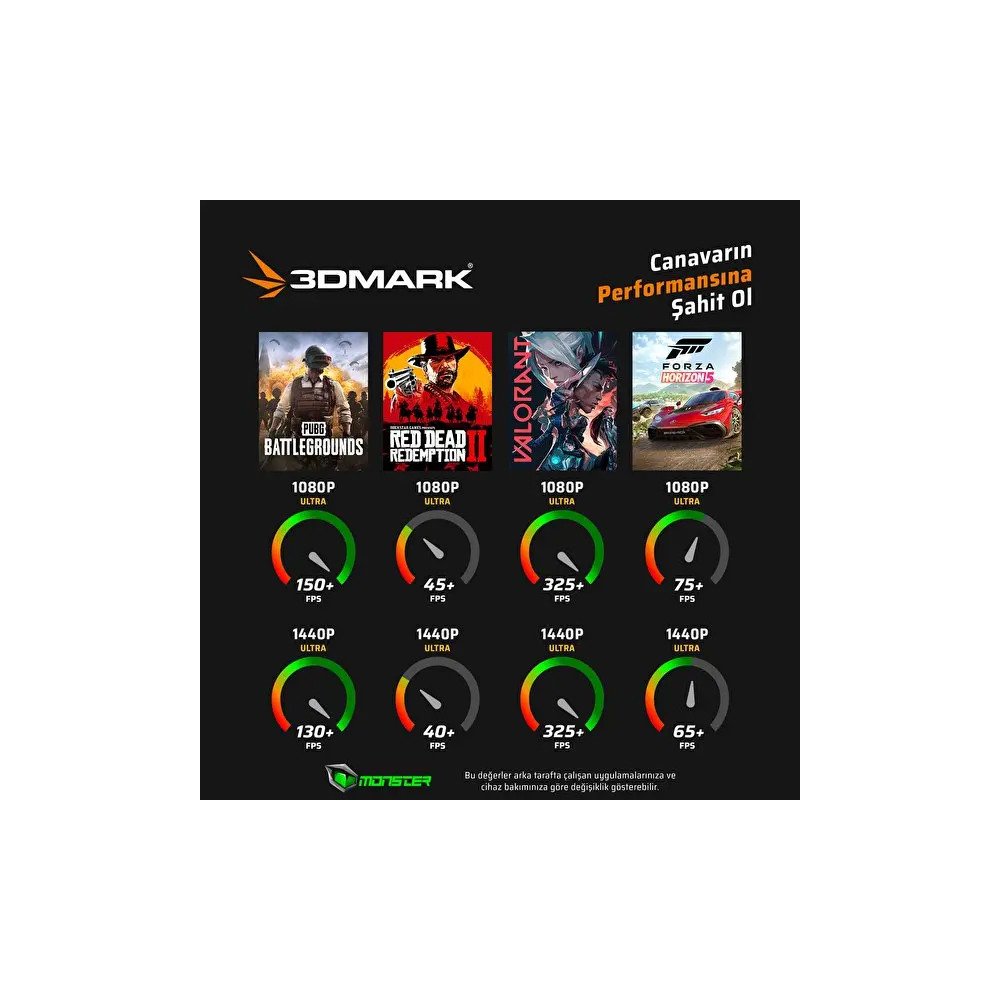 3DMARK®
Canavarın
Performansına
Şahit Ol
PUBG
BATTLEGROUNDS
RED DEAD
REDEMPTION II
VALORANT
FORZA
HORIZON 5
1080P
ULTRA
150+
FPS
1080P
ULTRA
45+
FPS
1080P
ULTRA
325+
FPS
1080P
ULTRA
75+
FPS
1440P
ULTRA
130+
FPS
1440P
ULTRA
40+
FPS
1440P
ULTRA
325+
FPS
1440P
ULTRA
65+
FPS
MONSTER
Bu değerler arka tarafta çalışan uygulamalarınıza ve
cihaz bakımınıza göre değişiklik gösterebilir.